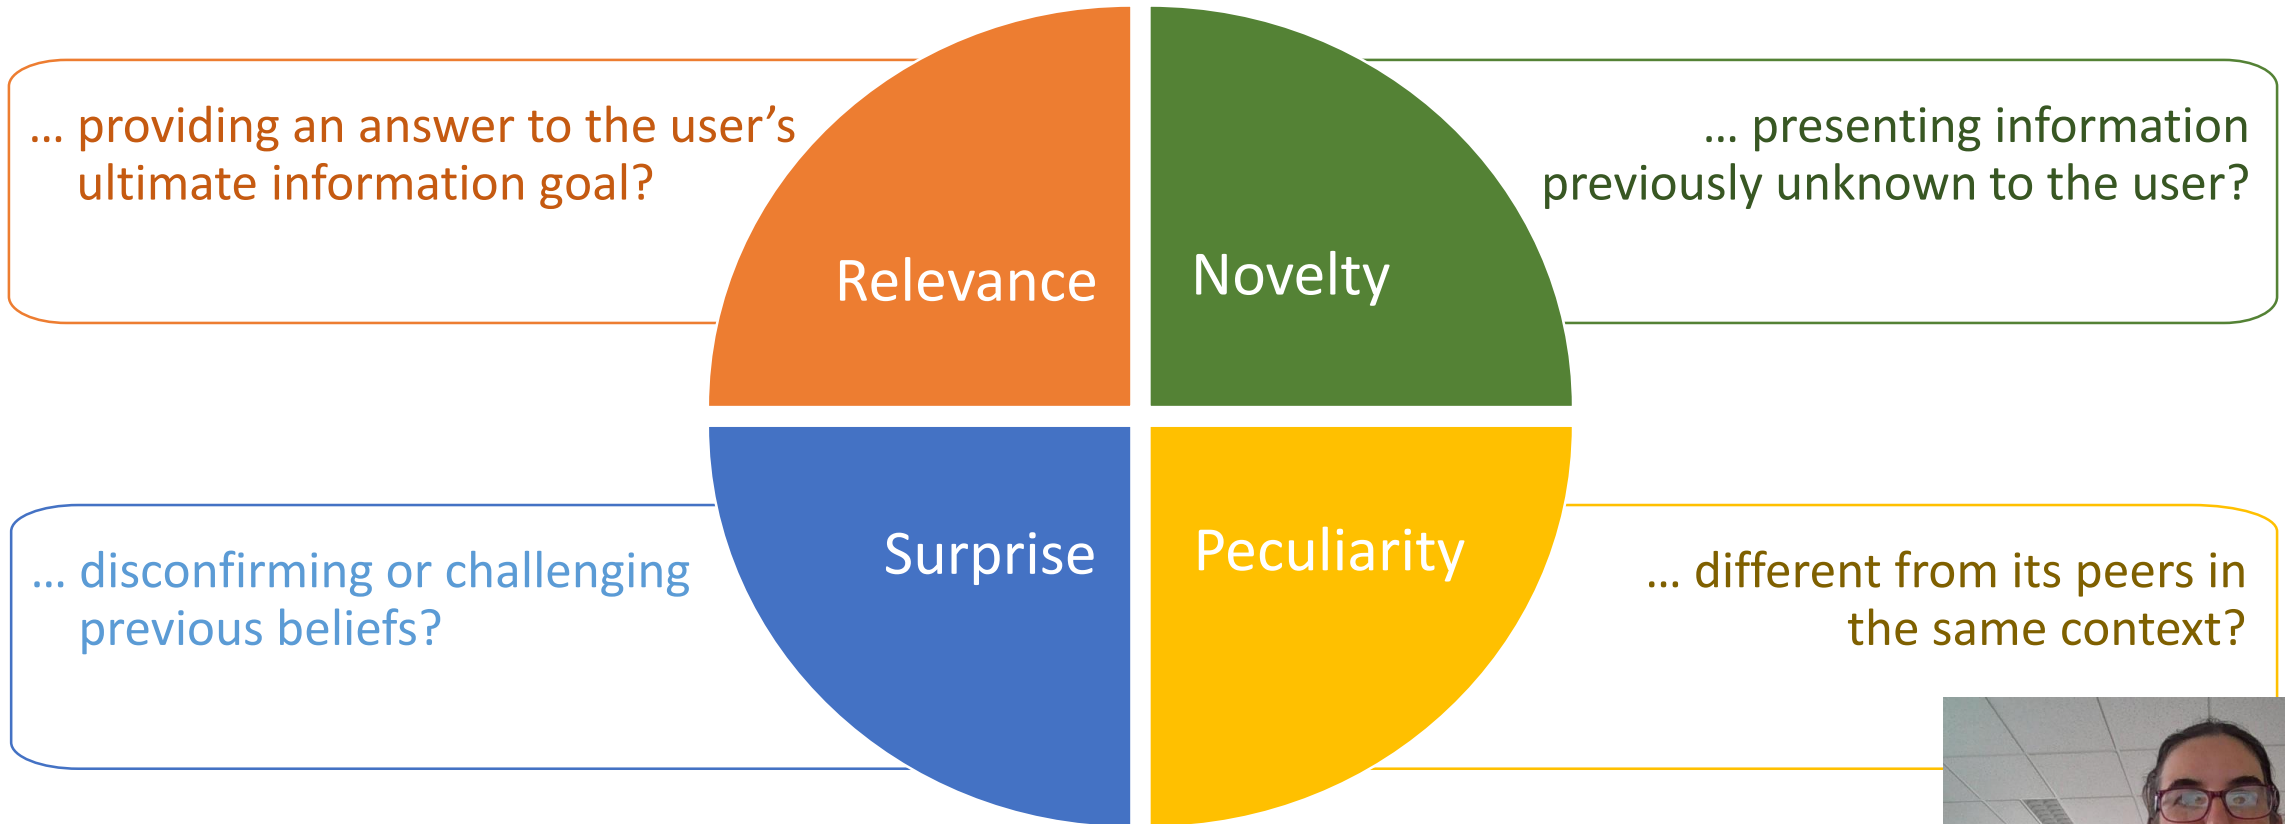 ... providing an answer to the user’s
ultimate information goal?
Relevance
Novelty
... presenting information
previously unknown to the user?
... disconfirming or challenging
previous beliefs?
Surprise
Peculiarity
... different from its peers in
the same context?